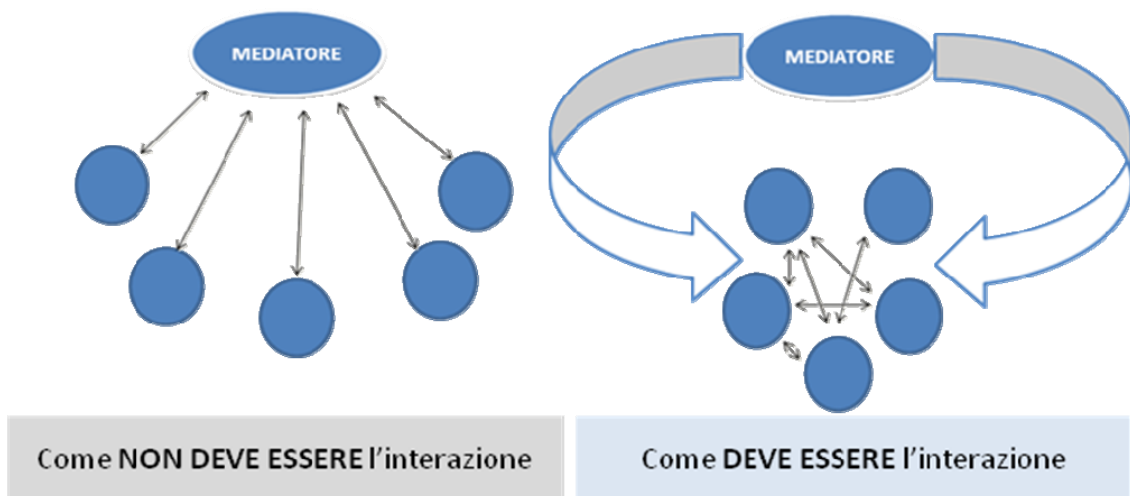 MEDIATORE
MEDIATORE
Come NON DEVE ESSERE l'interazione
Come DEVE ESSERE l'interazione